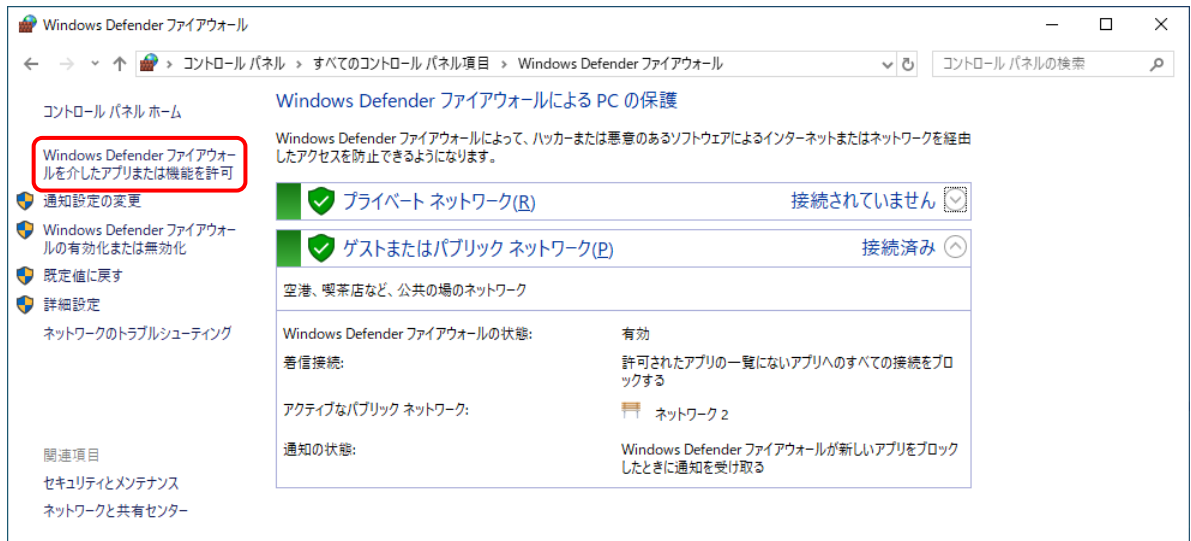 Windows Defender ファイアウォール
コントロール パネル › すべてのコントロール パネル項目 › Windows Defender ファイアウォール
コントロール パネルの検索
コントロール パネル ホーム
Windows Defender ファイアウォー
ルを介したアプリまたは機能を許可
通知設定の変更
Windows Defender ファイアウォー
ルの有効化または無効化
既定値に戻す
詳細設定
ネットワークのトラブルシューティング
関連項目
セキュリティとメンテナンス
ネットワークと共有センター
Windows Defender ファイアウォールによる PC の保護
Windows Defender ファイアウォールによって、ハッカーまたは悪意のあるソフトウェアによるインターネットまたはネットワークを経由
したアクセスを防止できるようになります。
プライベート ネットワーク(R) 接続されていません
ゲストまたはパブリック ネットワーク(P) 接続済み
空港、喫茶店など、公共の場のネットワーク
Windows Defender ファイアウォールの状態: 有効
着信接続: 許可されたアプリの一覧にないアプリへのすべての接続をブロ
ックする
アクティブなパブリック ネットワーク: ネットワーク 2
通知の状態: Windows Defender ファイアウォールが新しいアプリをブロック
したときに通知を受け取る